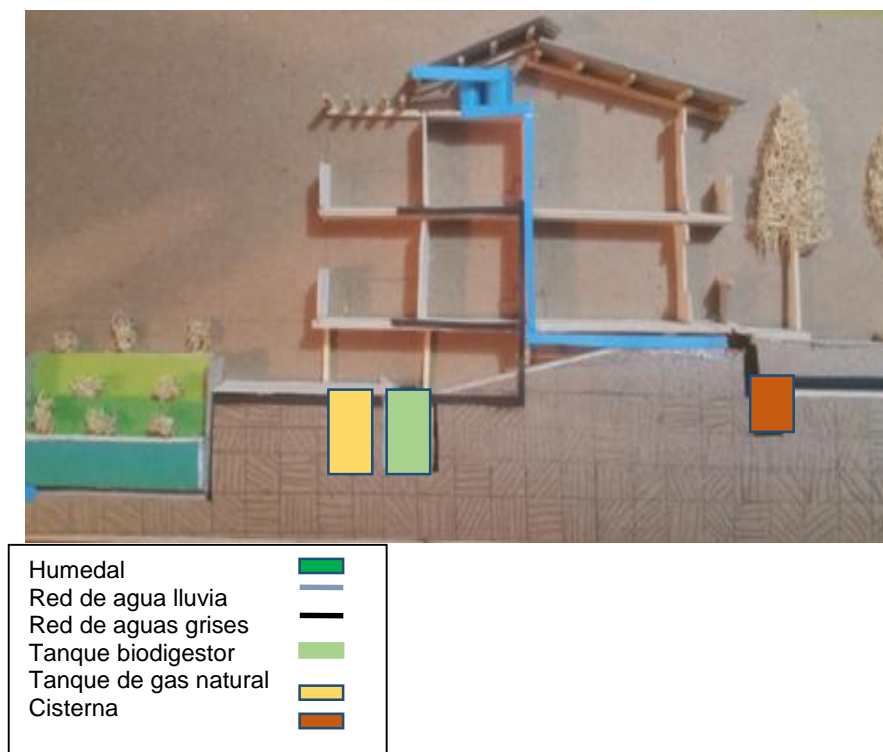 Humedal
Red de agua lluvia
Red de aguas grises
Tanque biodigestor
Tanque de gas natural
Cisterna